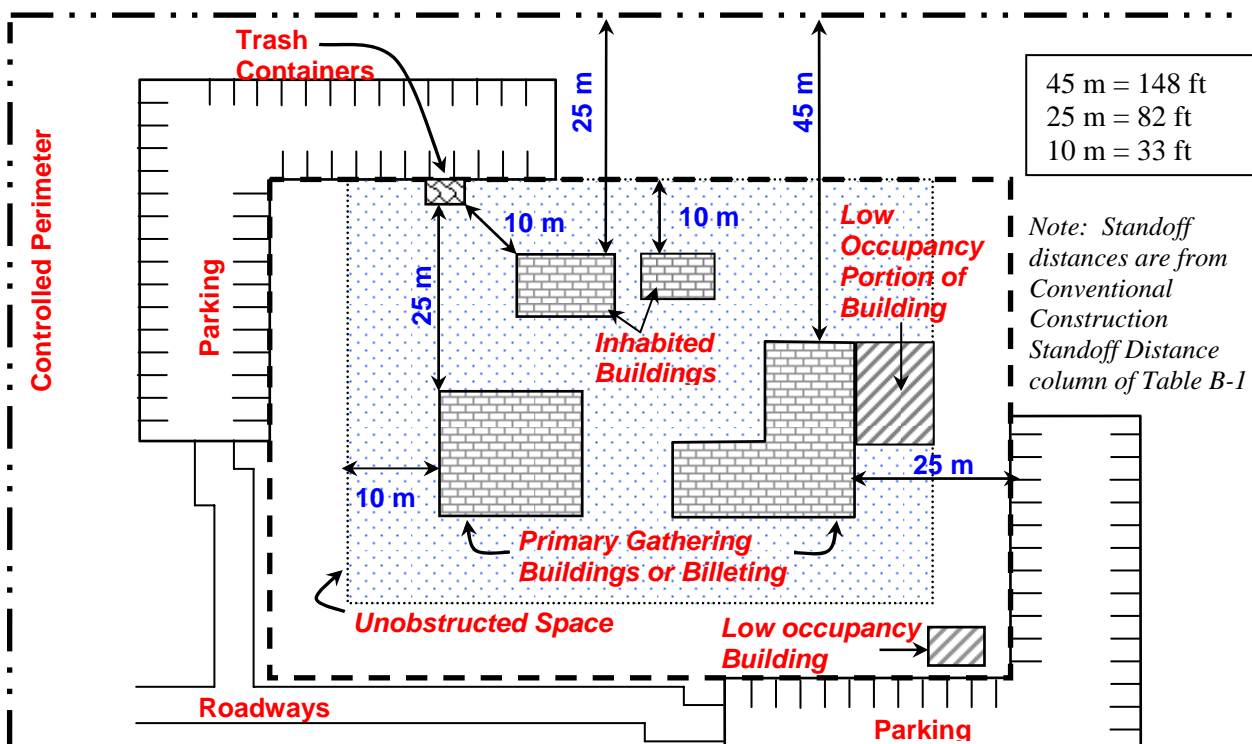 Trash
Containers
25 m
45 m
45 m = 148 ft
25 m = 82 ft
10 m = 33 ft
Controlled Perimeter
Parking
10 m
10 m
Low
Occupancy
Portion of
Building
Note: Standoff
distances are from
Conventional
Construction
Standoff Distance
column of Table B-1
25 m
Inhabited
Buildings
10 m
25 m
Primary Gathering
Buildings or Billeting
Unobstructed Space
Low occupancy
Building
Roadways
Parking